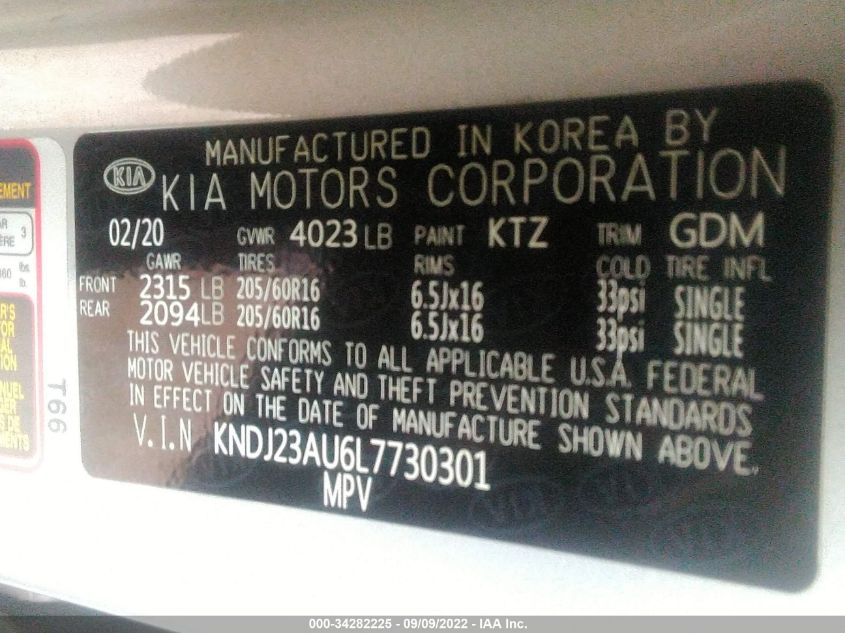 MANUFACTURED IN KOREA BY
KIA KIA MOTORS CORPORATION
02/20 GVWR 4023 LB PAINT KTZ TRIM GDM
GAWR TIRES RIMS COLD TIRE INFL
FRONT 2315 LB 205/60R16 6.5Jx16 33psi SINGLE
REAR 2094 LB 205/60R16 6.5Jx16 33psi SINGLE
THIS VEHICLE CONFORMS TO ALL APPLICABLE U.S.A. FEDERAL
MOTOR VEHICLE SAFETY AND THEFT PREVENTION STANDARDS
IN EFFECT ON THE DATE OF MANUFACTURE SHOWN ABOVE.
V.I.N KNDJ23AU6L7730301
MPV
T66
000-34282225 - 09/09/2022 - IAA Inc.